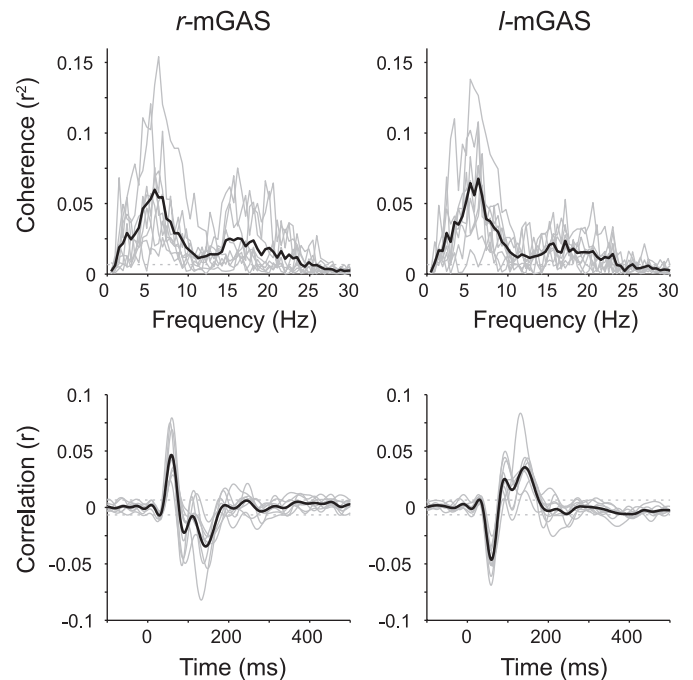 r-mGAS
l-mGAS
Coherence (r²)
0.15
0.1
0.05
0
0 5 10 15 20 25 30
Frequency (Hz)
0.15
0.1
0.05
0
0 5 10 15 20 25 30
Frequency (Hz)
Correlation (r)
0.1
0.05
0
-0.05
-0.1
0 200 400
Time (ms)
0.1
0.05
0
-0.05
-0.1
0 200 400
Time (ms)